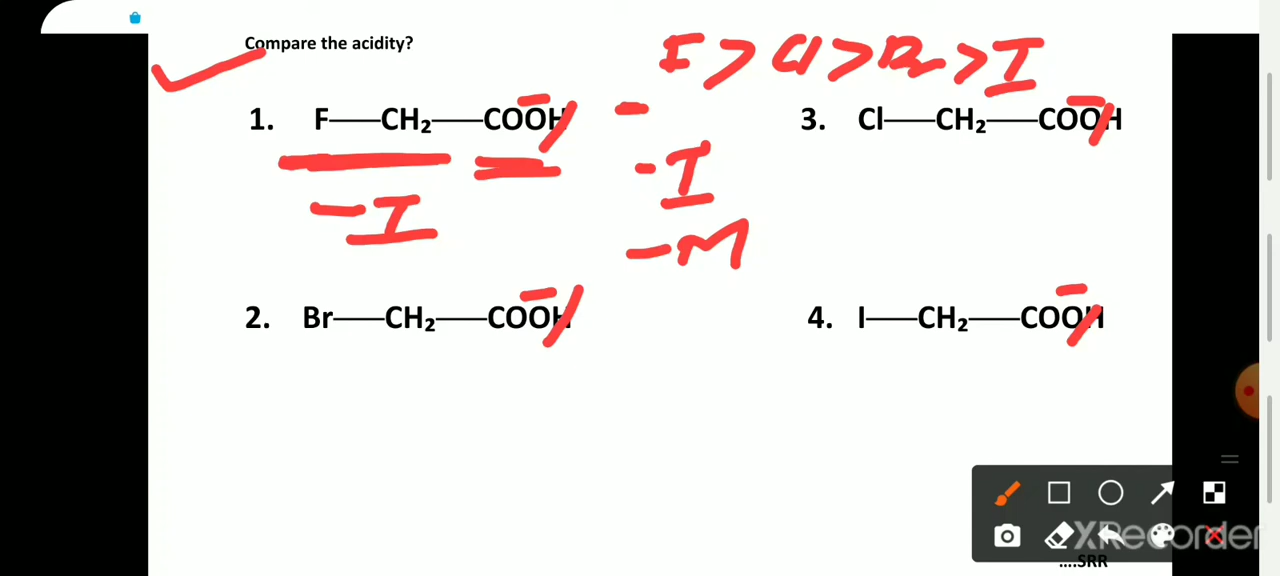 Compare the acidity?
I > Cl > Br > I
1. F—CH₂—COOH
3. Cl—CH₂—COOH
-
-I
-I
-M
2. Br—CH₂—COOH
4. I—CH₂—COOH
XRecorder
....SRR